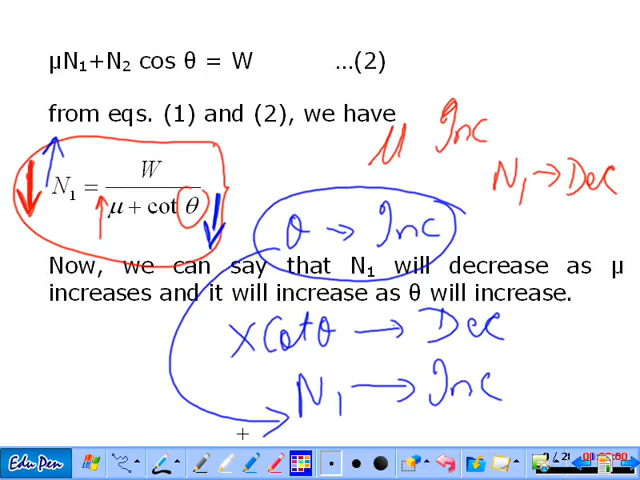 μN₁+N₂ cos θ = W …(2)
from eqs. (1) and (2), we have
μ Inc
N₁ = W / (μ + cot θ)
N₁ → Dec
θ → Inc
Now, we can say that N₁ will decrease as μ
increases and it will increase as θ will increase.
Cotθ → Dec
N₁ → Inc
Edu Pen